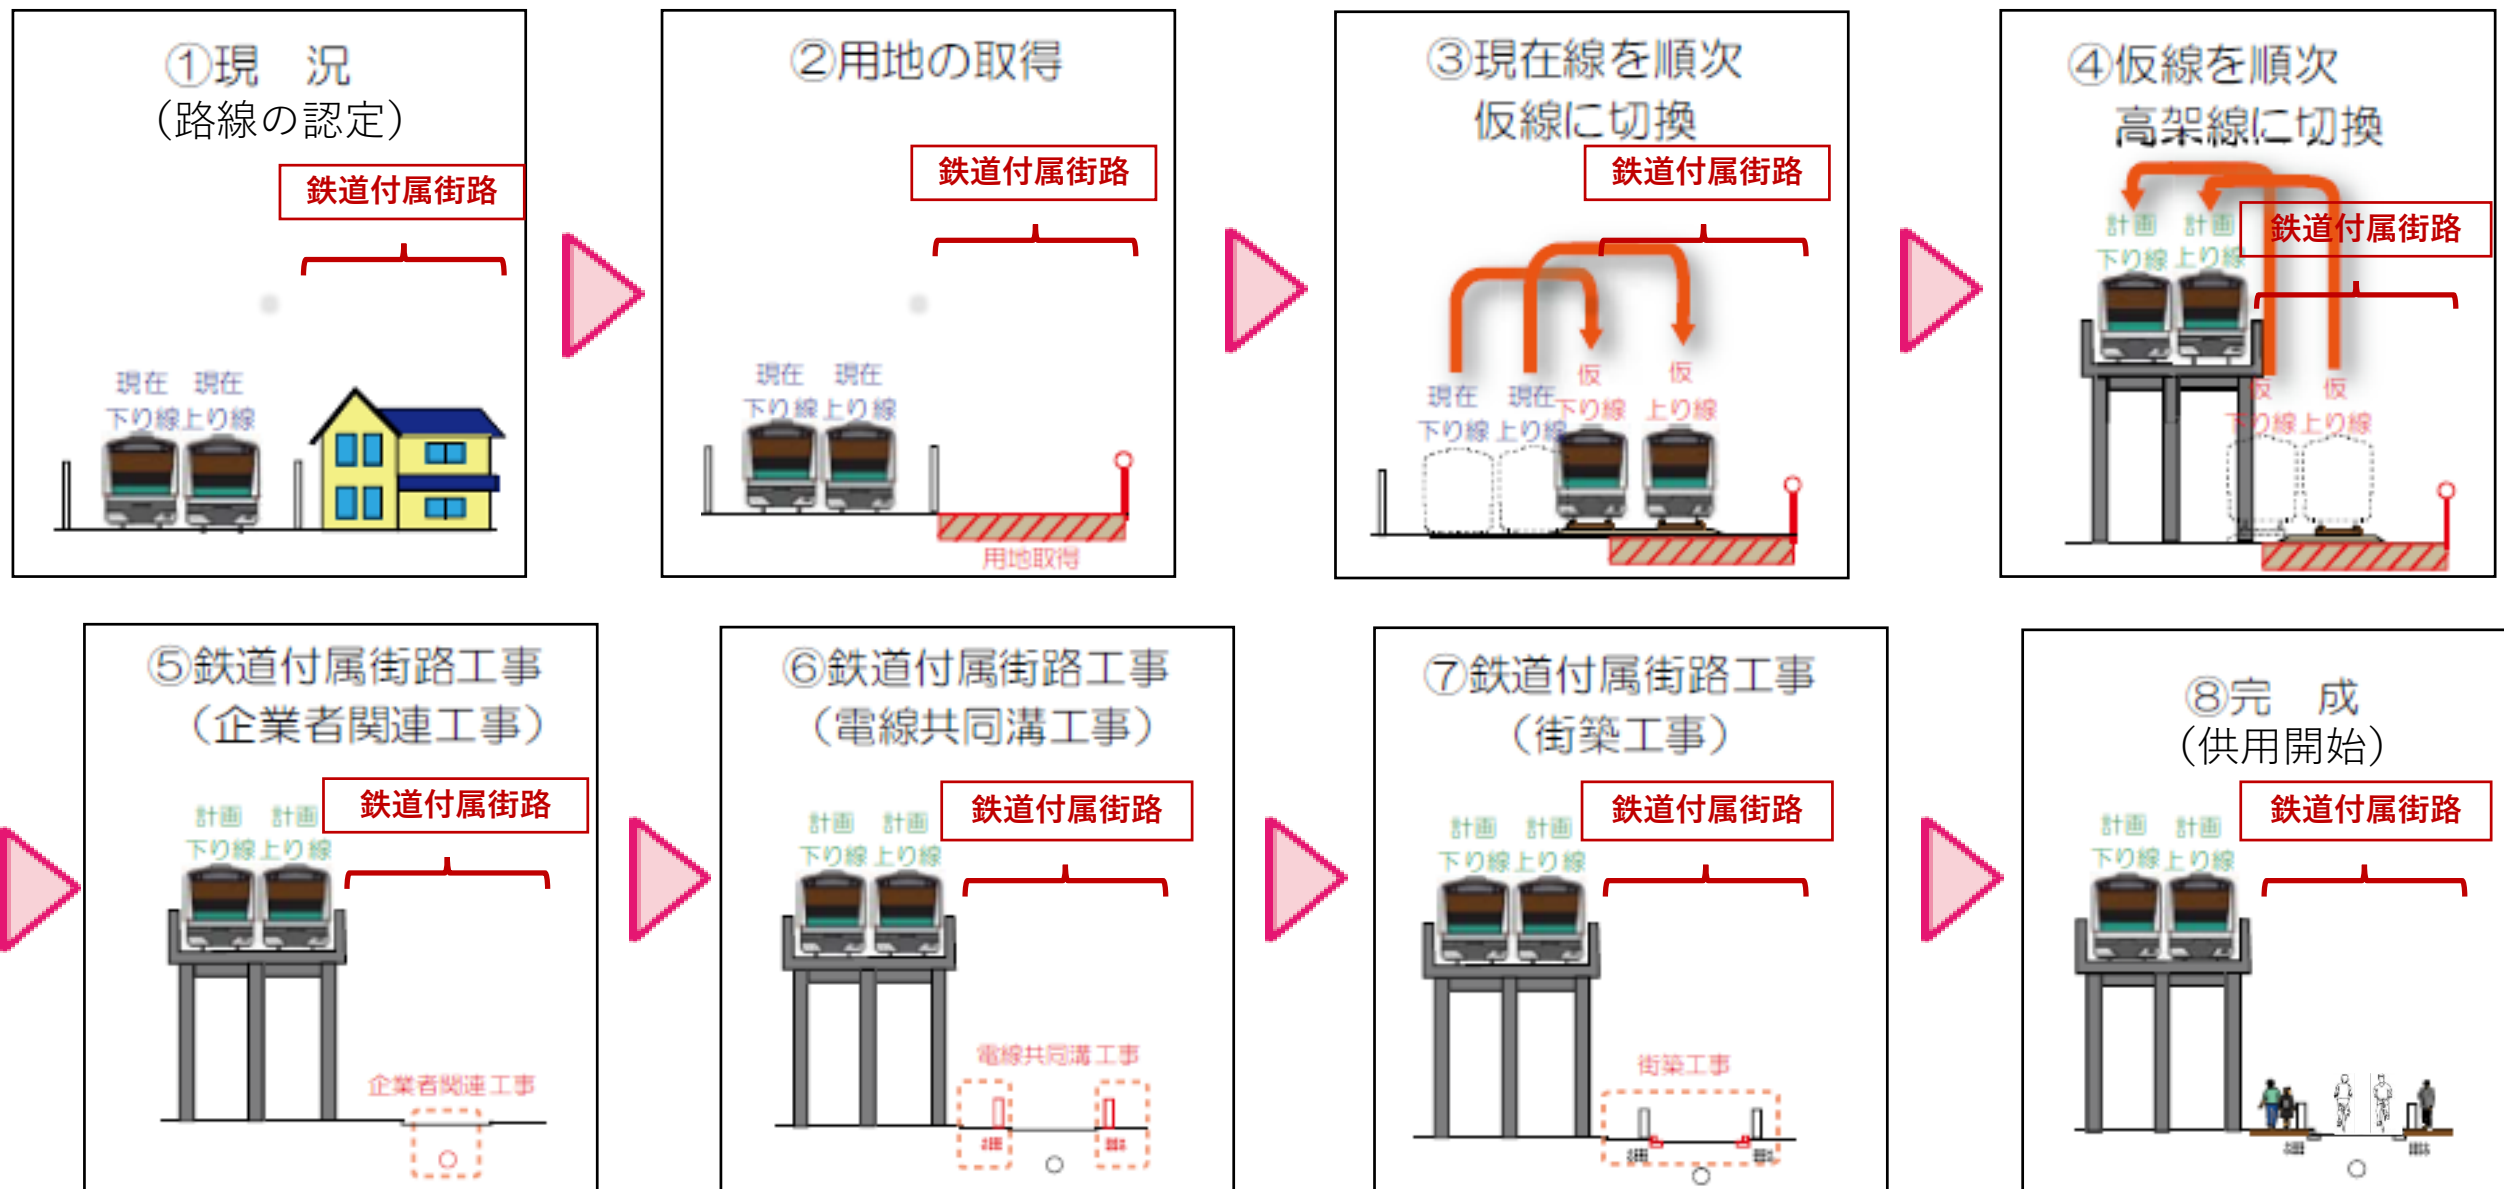 ①現　況
（路線の認定）
鉄道付属街路
現在 現在
下り線 上り線
②用地の取得
鉄道付属街路
現在 現在
下り線 上り線
用地取得
③現在線を順次
仮線に切換
鉄道付属街路
仮 仮
現在 現在 下り線 上り線
下り線 上り線
④仮線を順次
高架線に切換
計画 計画
鉄道付属街路
下り線 上り線
仮 仮
下り線 上り線
⑤鉄道付属街路工事
（企業者関連工事）
鉄道付属街路
計画 計画
下り線 上り線
企業者関連工事
⑥鉄道付属街路工事
（電線共同溝工事）
鉄道付属街路
計画 計画
下り線 上り線
電線共同溝工事
⑦鉄道付属街路工事
（街築工事）
鉄道付属街路
計画 計画
下り線 上り線
街築工事
⑧完　成
（供用開始）
鉄道付属街路
計画 計画
下り線 上り線